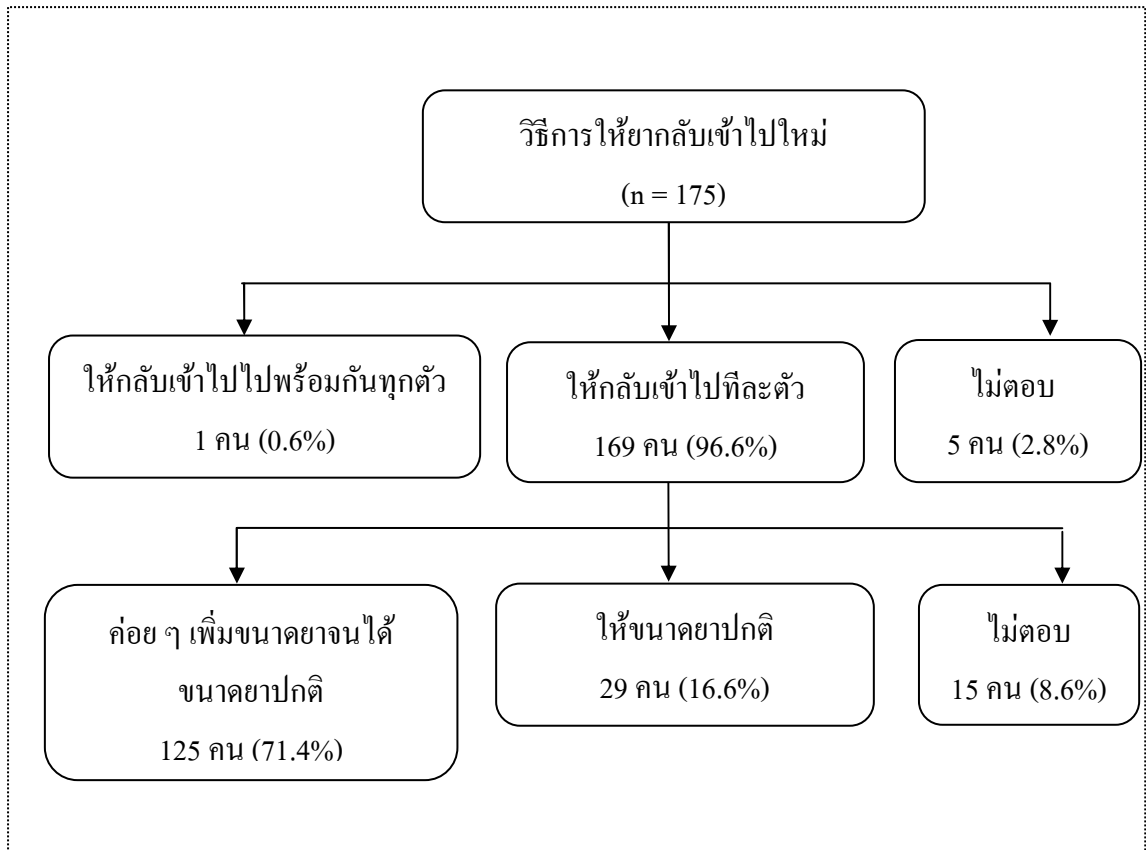 วิธีการให้ยากลับเข้าไปใหม่
(n = 175)
ให้กลับเข้าไปไปพร้อมกันทุกตัว
1 คน (0.6%)
ให้กลับเข้าไปทีละตัว
169 คน (96.6%)
ไม่ตอบ
5 คน (2.8%)
ค่อย ๆ เพิ่มขนาดยาจนได้
ขนาดยาปกติ
125 คน (71.4%)
ให้ขนาดยาปกติ
29 คน (16.6%)
ไม่ตอบ
15 คน (8.6%)